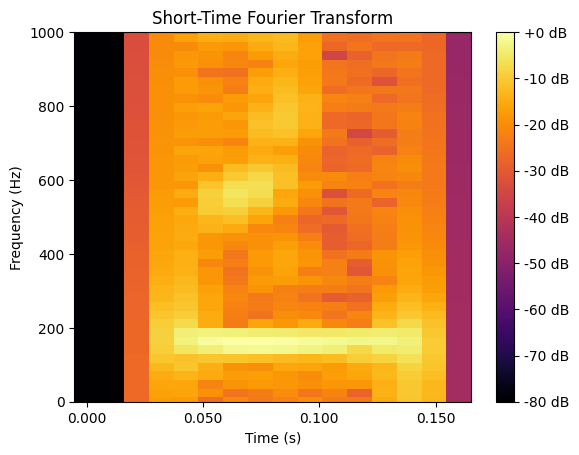 Short-Time Fourier Transform
Frequency (Hz)
1000
800
600
400
200
0
0.000
0.050
0.100
0.150
Time (s)
+0 dB
-10 dB
-20 dB
-30 dB
-40 dB
-50 dB
-60 dB
-70 dB
-80 dB